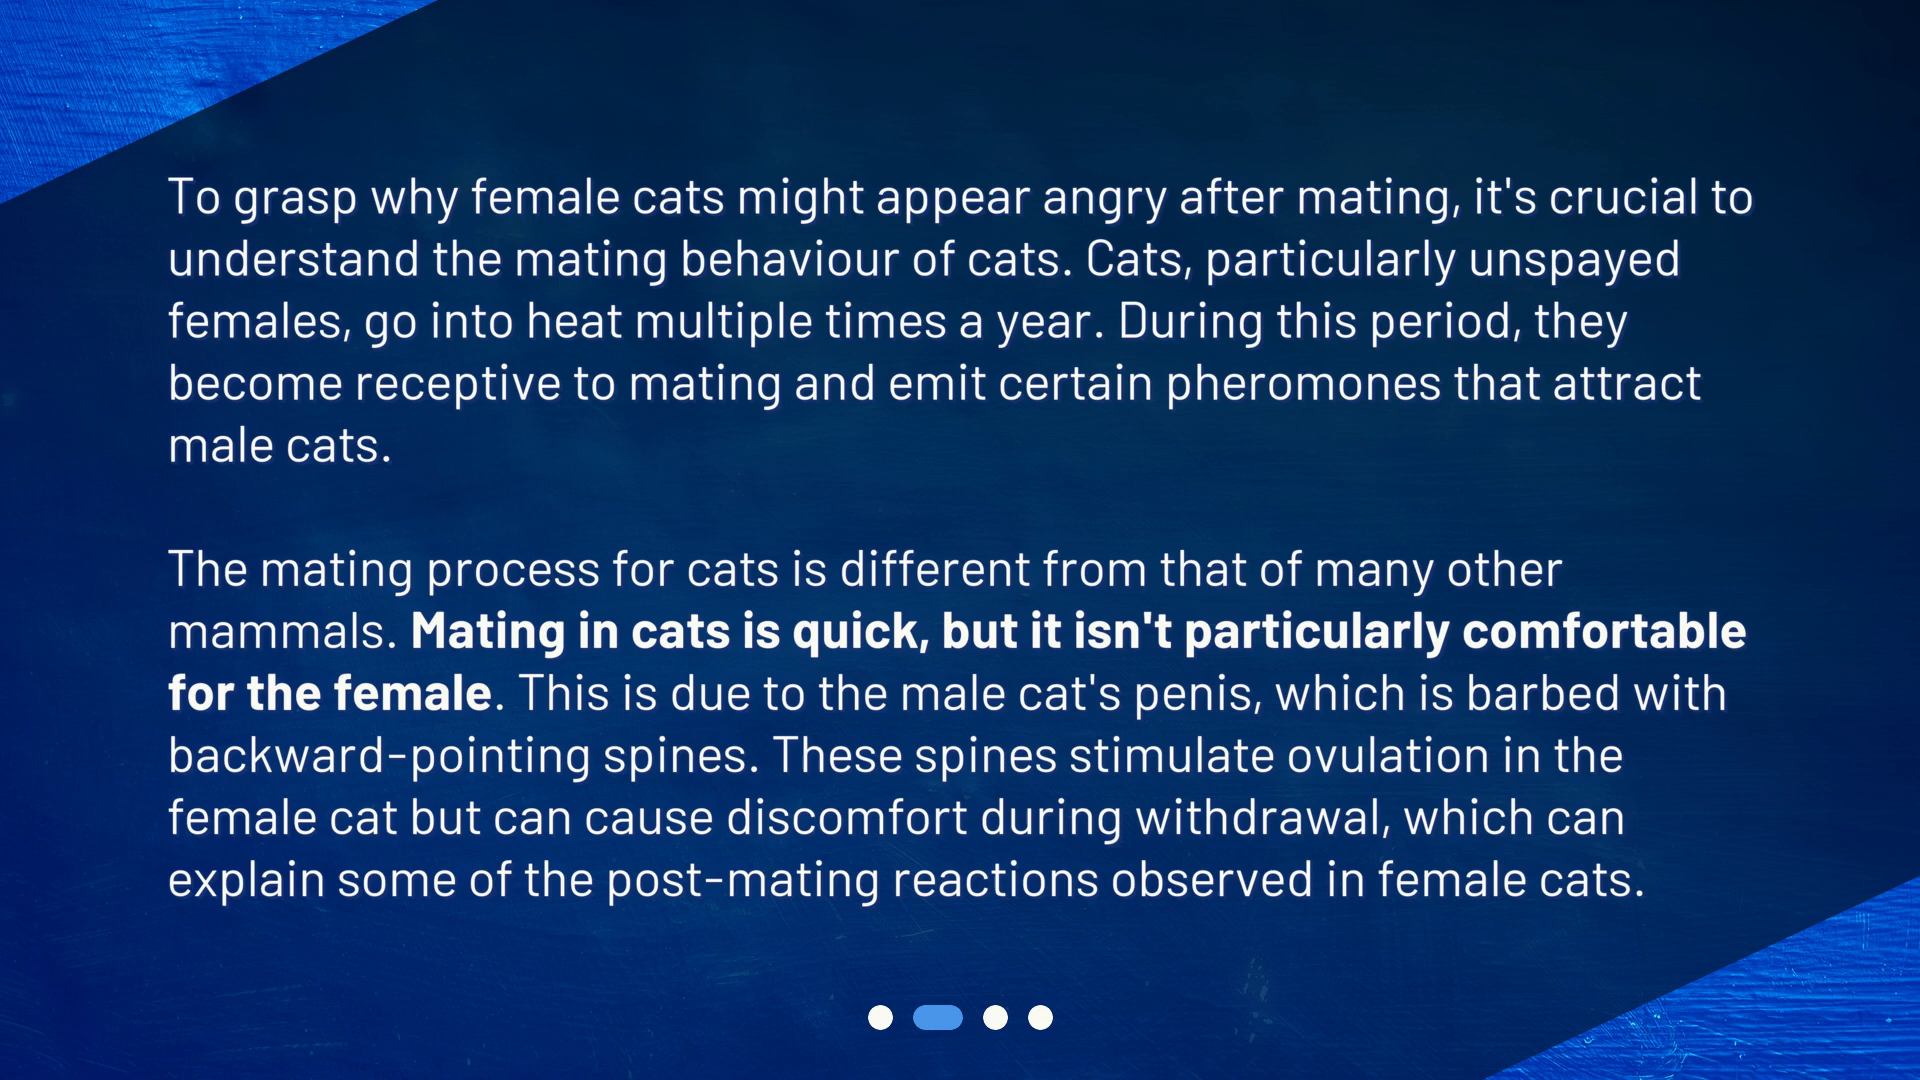 To grasp why female cats might appear angry after mating, it's crucial to
understand the mating behaviour of cats. Cats, particularly unspayed
females, go into heat multiple times a year. During this period, they
become receptive to mating and emit certain pheromones that attract
male cats.
The mating process for cats is different from that of many other
mammals. Mating in cats is quick, but it isn't particularly comfortable
for the female. This is due to the male cat's penis, which is barbed with
backward-pointing spines. These spines stimulate ovulation in the
female cat but can cause discomfort during withdrawal, which can
explain some of the post-mating reactions observed in female cats.